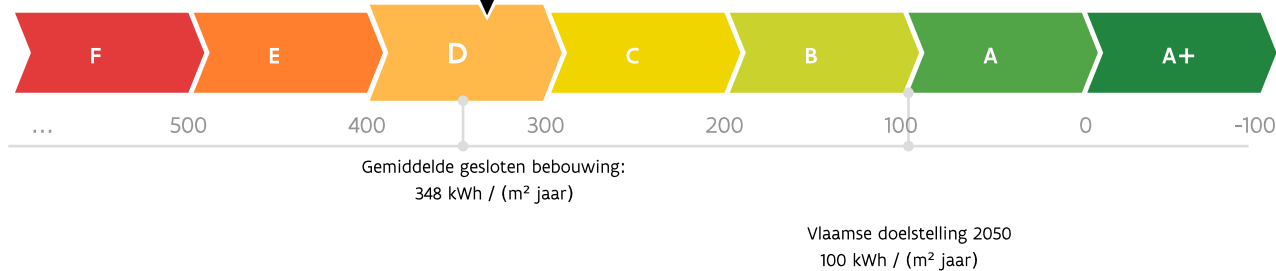 F E D C B A A+
... 500 400 300 200 100 0 -100
Gemiddelde gesloten bebouwing:
348 kWh / (m² jaar)
Vlaamse doelstelling 2050
100 kWh / (m² jaar)